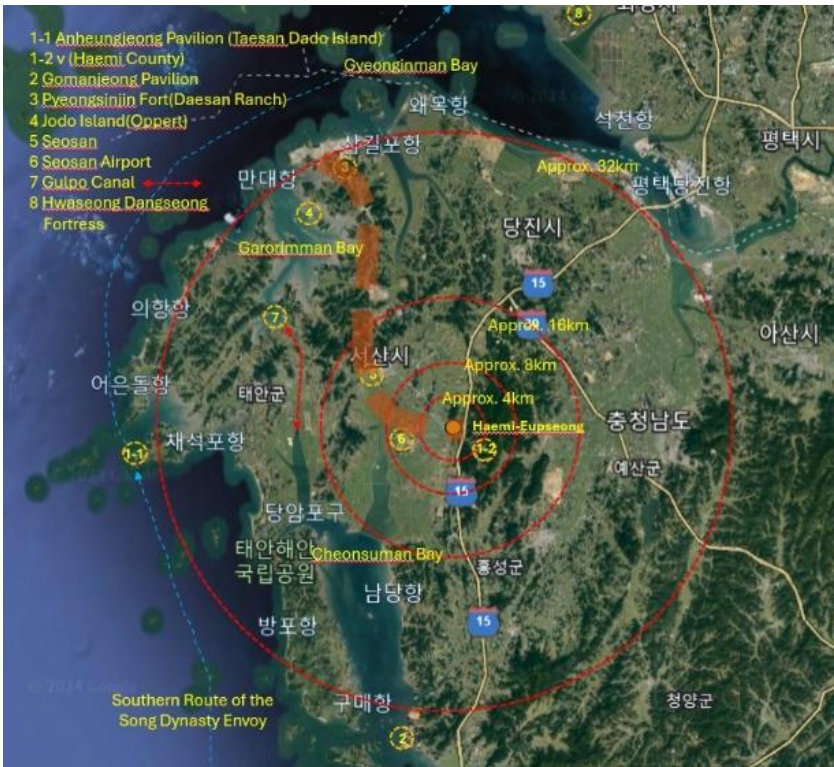 1-1 Anheungjeong Pavilion (Taesan Dado Island)
1-2 v (Haemi County)
2 Gomanjeong Pavilion
3 Pyeongsinjin Fort(Daesan Ranch)
4 Jodo Island(Oppert)
5 Seosan
6 Seosan Airport
7 Gulpo Canal
8 Hwaseong Dangseong
Fortress
8
Gyeonginman Bay
왜목항
석천항
평택시
삼길포항
3
Approx. 32km
만대항
평택당진항
4
당진시
Garorimman Bay
15
의항항
7
Approx. 16km
아산시
서산시
Approx. 8km
5
어은돌항
태안군
Approx. 4km
충청남도
Haemi-Eupseong
1-1
채석포항
6
1-2
예산군
15
당암포구
태안해안
국립공원
Cheonsuman Bay
홍성군
남당항
방포항
15
© 2024 Google
Southern Route of the
Song Dynasty Envoy
구매항
청양군
2